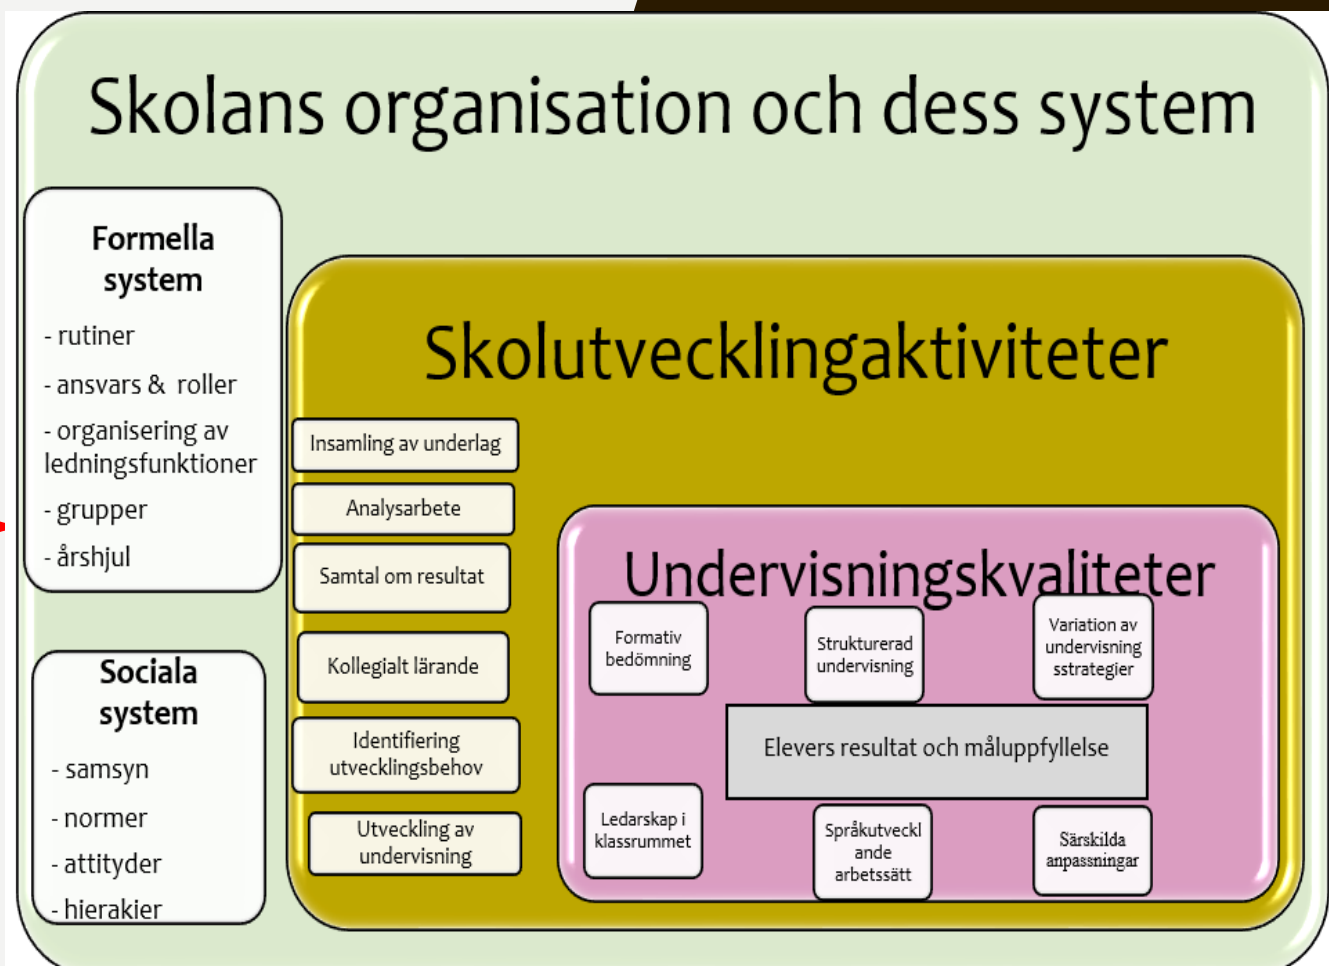 Skolans organisation och dess system
Formella
system
- rutiner
- ansvars & roller
- organisering av
ledningsfunktioner
- grupper
- årshjul
Sociala
system
- samsyn
- normer
- attityder
- hierakier
Skolutvecklingaktiviteter
Insamling av underlag
Analysarbete
Samtal om resultat
Kollegialt lärande
Identifiering
utvecklingsbehov
Utveckling av
undervisning
Undervisningskvaliteter
Formativ
bedömning
Strukturerad
undervisning
Variation av
undervisning
sstrategier
Elevers resultat och måluppfyllelse
Ledarskap i
klassrummet
Språkutveckl
ande
arbetssätt
Särskilda
anpassningar